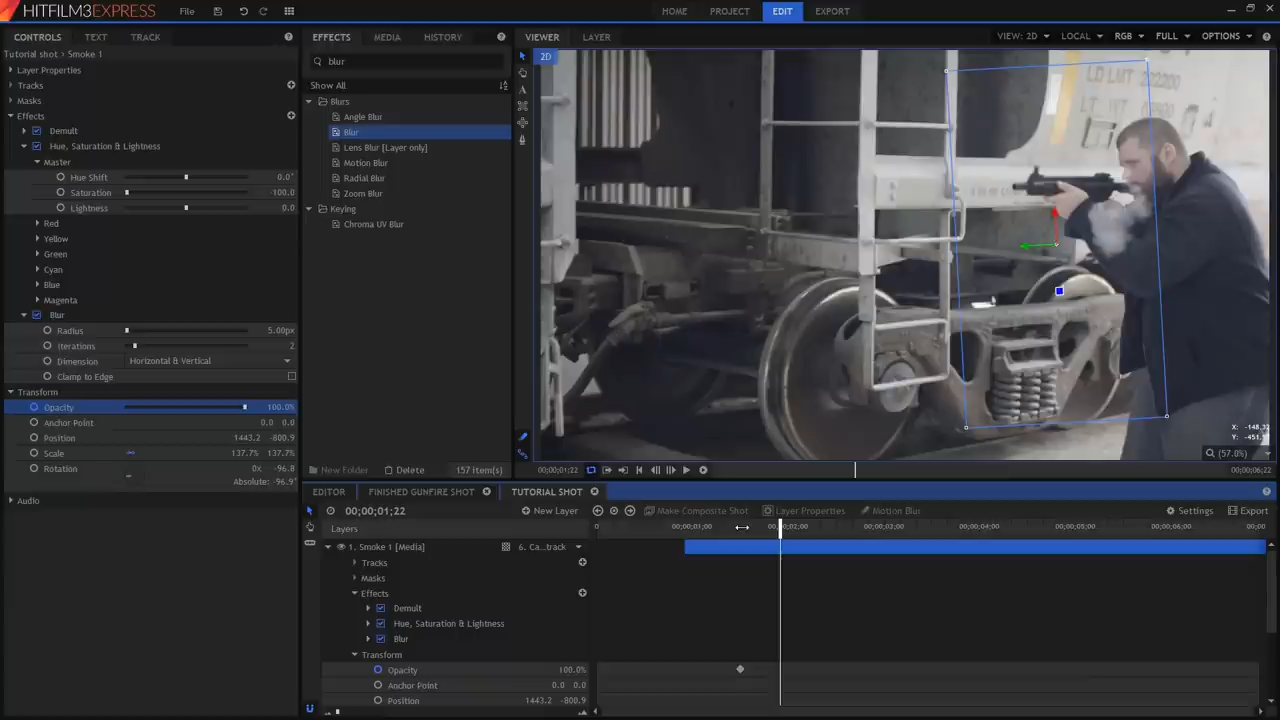 HITFILM3EXPRESS File HOME PROJECT EDIT EXPORT
CONTROLS TEXT TRACK
Tutorial shot > Smoke 1
Layer Properties
Tracks
Masks
Effects
Demult
Hue, Saturation & Lightness
Master
Hue Shift 0.0°
Saturation -100.0
Lightness 0.0
Red
Yellow
Green
Cyan
Blue
Magenta
Blur
Radius 5.00px
Iterations 2
Dimension Horizontal & Vertical
Clamp to Edge
Transform
Opacity 100.0%
Anchor Point 0.0 0.0
Position 1443.2 -800.9
Scale 137.7% 137.7%
Rotation 0x -96.8
Absolute: -96.9°
Audio
EFFECTS MEDIA HISTORY
blur
Show All
Blurs
Angle Blur
Blur
Lens Blur [Layer only]
Motion Blur
Radial Blur
Zoom Blur
Keying
Chroma UV Blur
New Folder Delete 157 item(s)
VIEWER LAYER VIEW: 2D LOCAL RGB FULL OPTIONS
2D
LD LMT
X: -148.32
(57.0%)
00;00;01;22 00;00;06;22
EDITOR FINISHED GUNFIRE SHOT TUTORIAL SHOT
00;00;01;22 New Layer Make Composite Shot Layer Properties Motion Blur Settings Export
Layers 0 00;00;01;00 00;00;02;00 00;00;03;00 00;00;04;00 00;00;05;00 00;00;06;00 00;00
1. Smoke 1 [Media] 6. Ca...track
Tracks
Masks
Effects
Demult
Hue, Saturation & Lightness
Blur
Transform
Opacity 100.0%
Anchor Point 0.0 0.0
Position 1443.2 -800.9